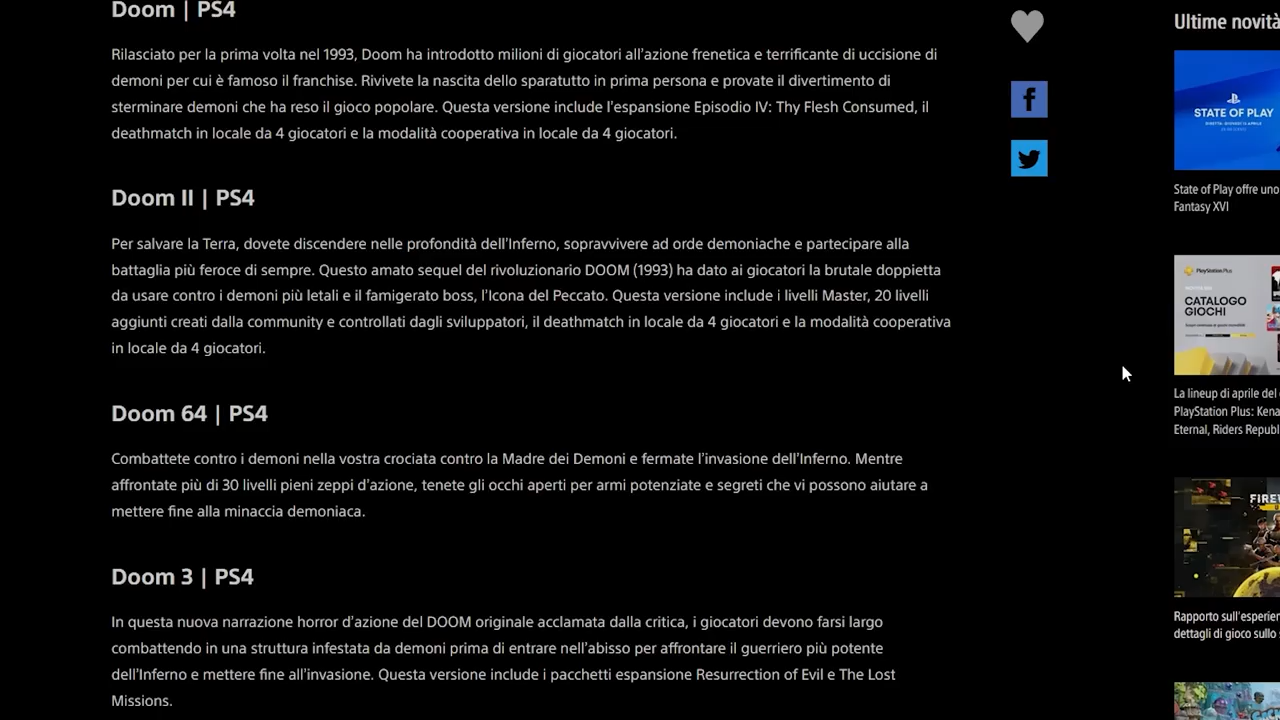 Doom | PS4
Rilasciato per la prima volta nel 1993, Doom ha introdotto milioni di giocatori all'azione frenetica e terrificante di uccisione di
demoni per cui è famoso il franchise. Rivivete la nascita dello sparatutto in prima persona e provate il divertimento di
sterminare demoni che ha reso il gioco popolare. Questa versione include l'espansione Episodio IV: Thy Flesh Consumed, il
deathmatch in locale da 4 giocatori e la modalità cooperativa in locale da 4 giocatori.
Doom II | PS4
Per salvare la Terra, dovete discendere nelle profondità dell'Inferno, sopravvivere ad orde demoniache e partecipare alla
battaglia più feroce di sempre. Questo amato sequel del rivoluzionario DOOM (1993) ha dato ai giocatori la brutale doppietta
da usare contro i demoni più letali e il famigerato boss, l'Icona del Peccato. Questa versione include i livelli Master, 20 livelli
aggiunti creati dalla community e controllati dagli sviluppatori, il deathmatch in locale da 4 giocatori e la modalità cooperativa
in locale da 4 giocatori.
Doom 64 | PS4
Combattete contro i demoni nella vostra crociata contro la Madre dei Demoni e fermate l'invasione dell'Inferno. Mentre
affrontate più di 30 livelli pieni zeppi d'azione, tenete gli occhi aperti per armi potenziate e segreti che vi possono aiutare a
mettere fine alla minaccia demoniaca.
Doom 3 | PS4
In questa nuova narrazione horror d'azione del DOOM originale acclamata dalla critica, i giocatori devono farsi largo
combattendo in una struttura infestata da demoni prima di entrare nell'abisso per affrontare il guerriero più potente
dell'Inferno e mettere fine all'invasione. Questa versione include i pacchetti espansione Resurrection of Evil e The Lost
Missions.
Ultime novità
STATE OF PLAY
State of Play offre uno
Fantasy XVI
PlayStation Plus
CATALOGO
GIOCHI
La lineup di aprile del
PlayStation Plus: Kena
Eternal, Riders Republ
FIREW
Rapporto sull'esperien
dettagli di gioco sullo